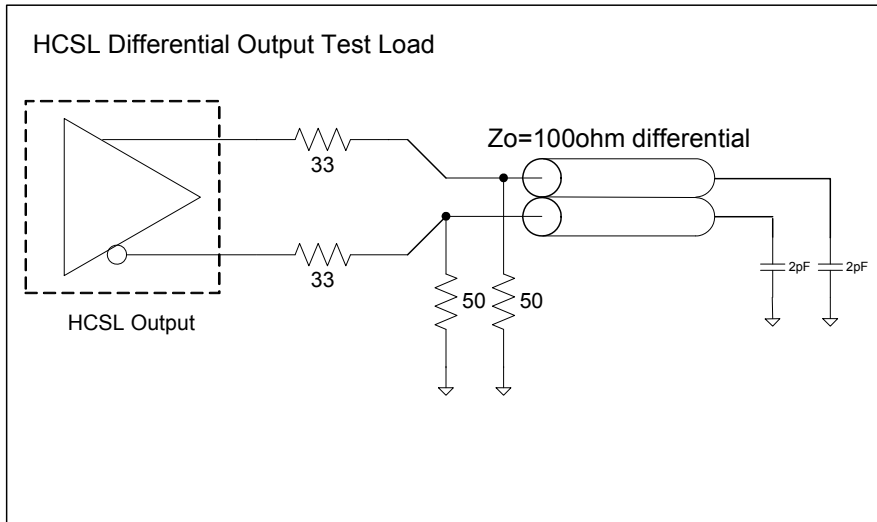 HCSL Differential Output Test Load
Zo=100ohm differential
33
33
2pF
2pF
50
50
HCSL Output